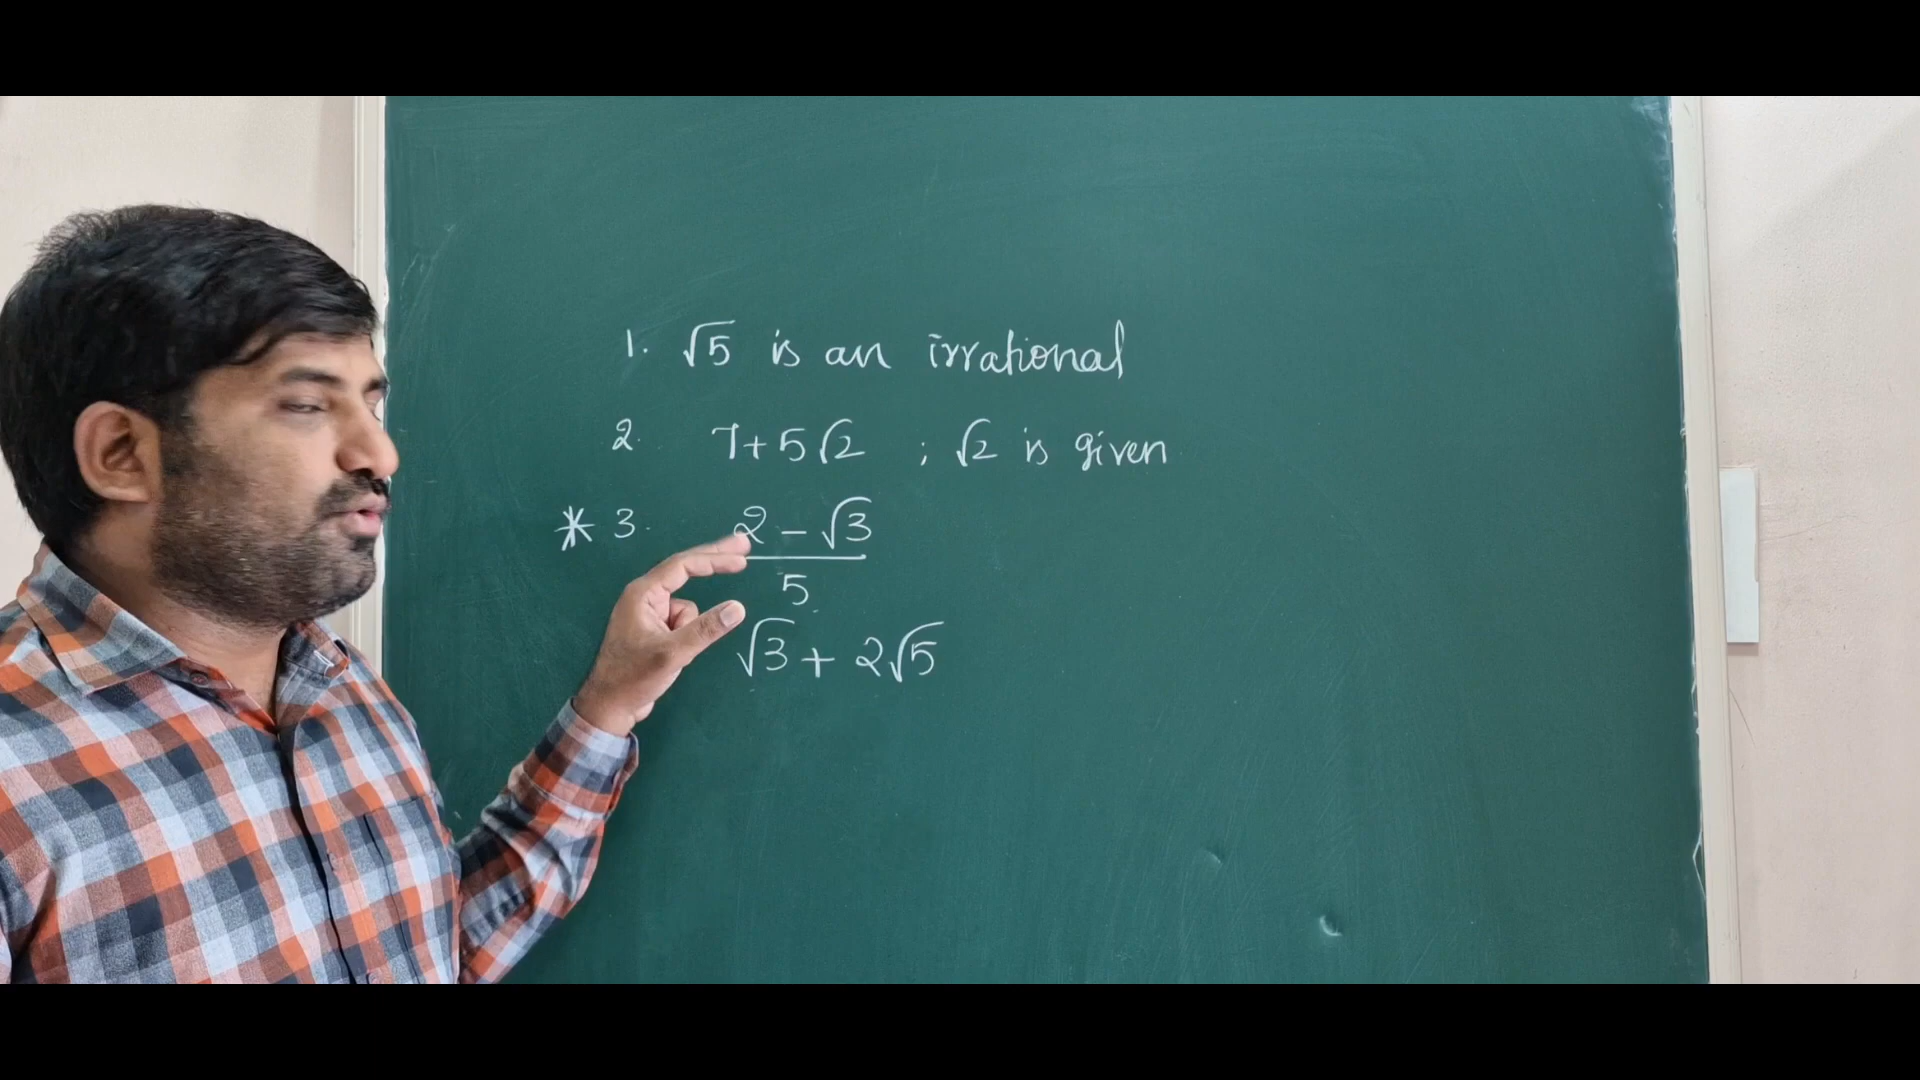 1. √5 is an irrational
2. 7+5√2 ; √2 is given
* 3. 2 - √3
5
√3 + 2√5